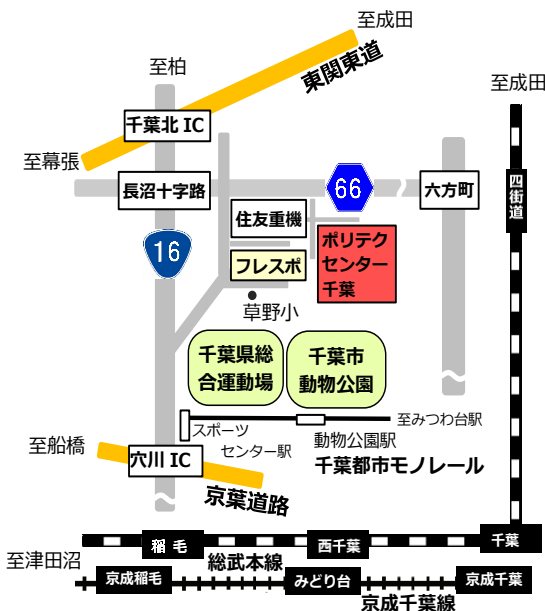 至成田
東関東道
至柏
至成田
千葉北 IC
至幕張
長沼十字路
66
六方町
四街道
住友重機
ポリテク
センター
千葉
16
フレスポ
草野小
千葉県総
合運動場
千葉市
動物公園
至みつわ台駅
スポーツ
センター駅
動物公園駅
千葉都市モノレール
至船橋
穴川 IC
京葉道路
稲 毛
西千葉
千葉
至津田沼
総武本線
京成稲毛
みどり台
京成千葉
京成千葉線